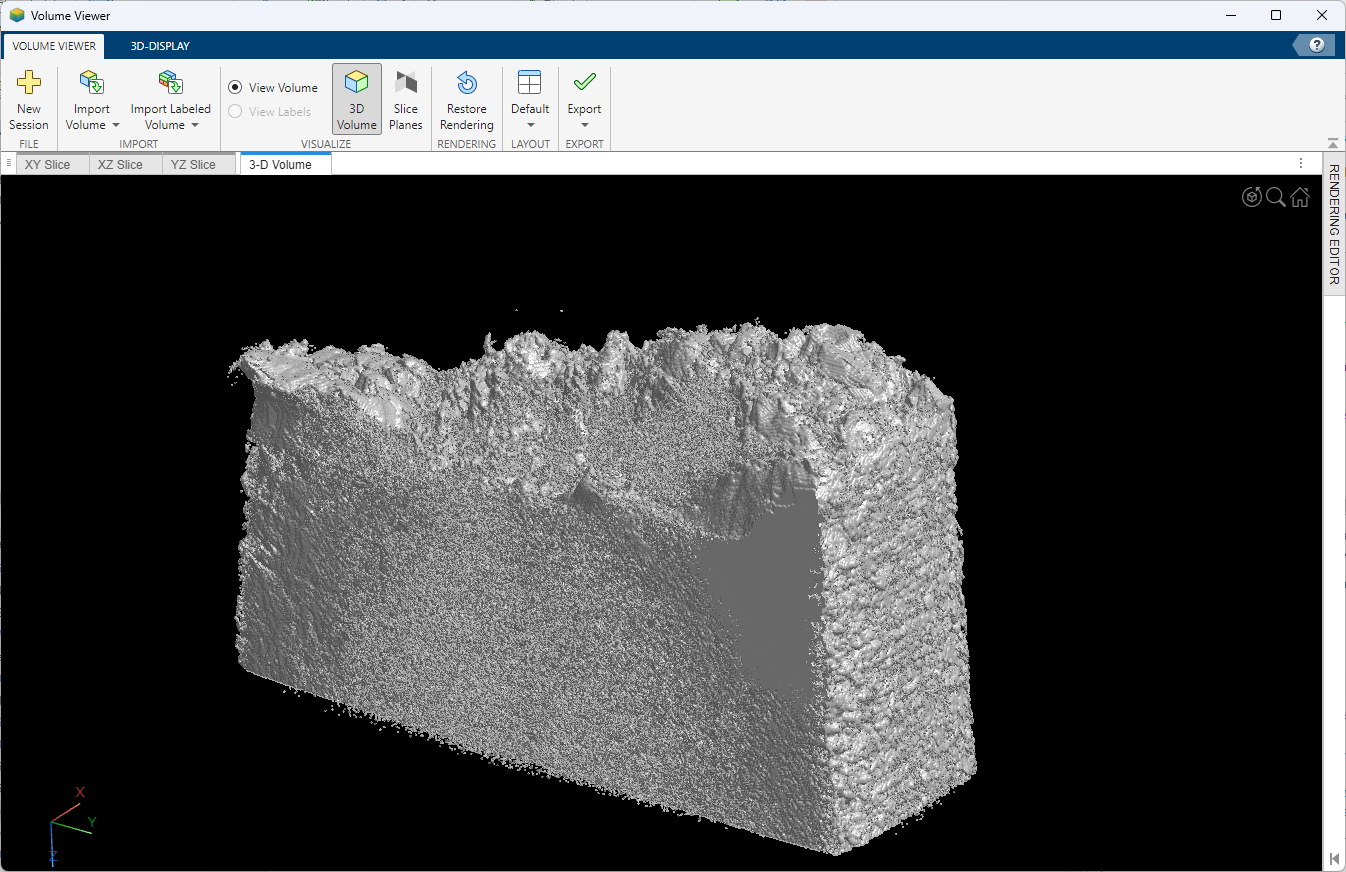 Volume Viewer
VOLUME VIEWER
3D-DISPLAY
?
New
Session
Import
Volume
Import Labeled
Volume
View Volume
View Labels
3D
Volume
Slice
Planes
Restore
Rendering
Default
Export
FILE
IMPORT
VISUALIZE
RENDERING
LAYOUT
EXPORT
XY Slice
XZ Slice
YZ Slice
3-D Volume
RENDERING EDITOR
X
Y
Z